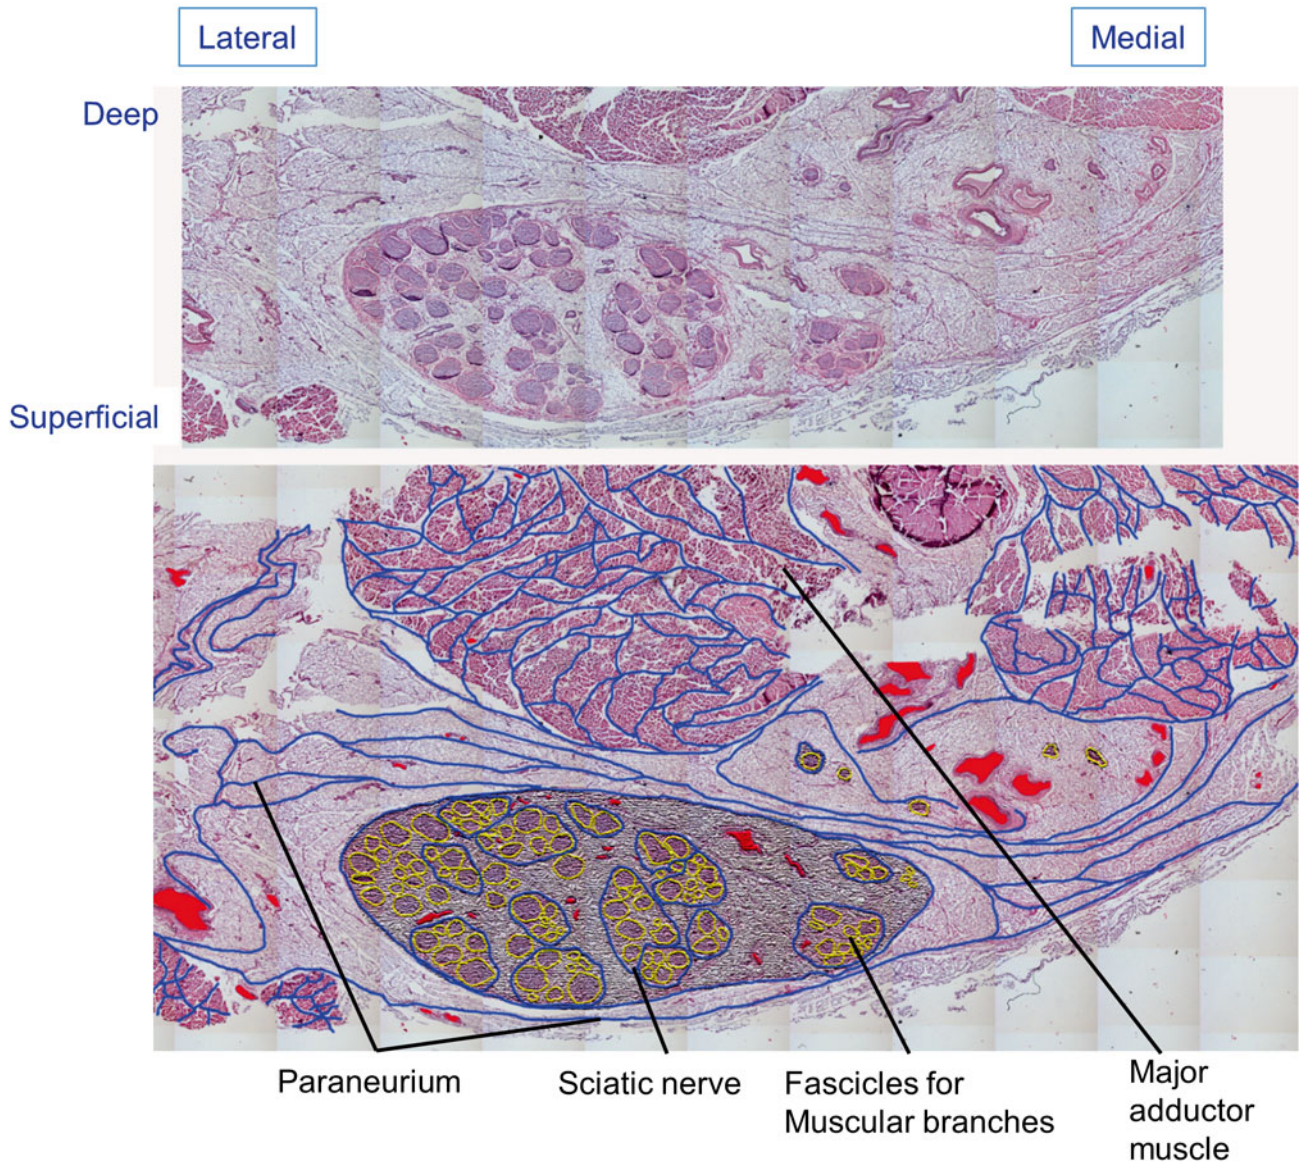 Lateral
Medial
Deep
Superficial
Paraneurium
Sciatic nerve
Fascicles for
Muscular branches
Major
adductor
muscle